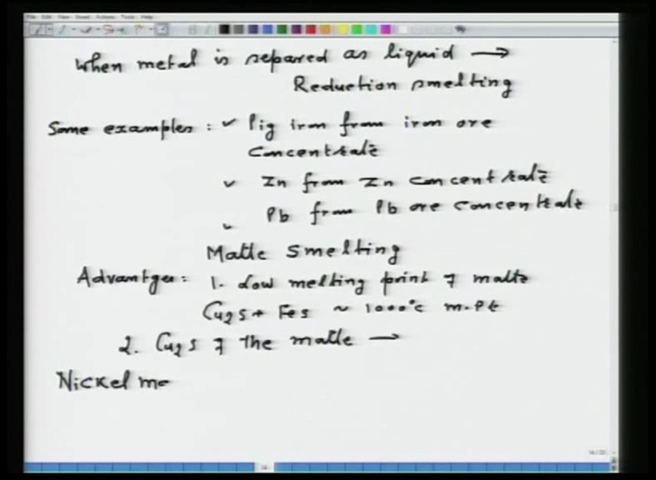 when metal is separed as liquid →
Reduction smelting
Some examples : ✓ Pig iron from iron ore
concentrate
✓ Zn from Zn concentrate
✓ Pb from Pb ore concentrate
Matte smelting
Advantges : 1. Low melting point of matte
Cu2S + FeS ~ 1000°C m.pt
2. Cu2S of the matte →
Nickel me